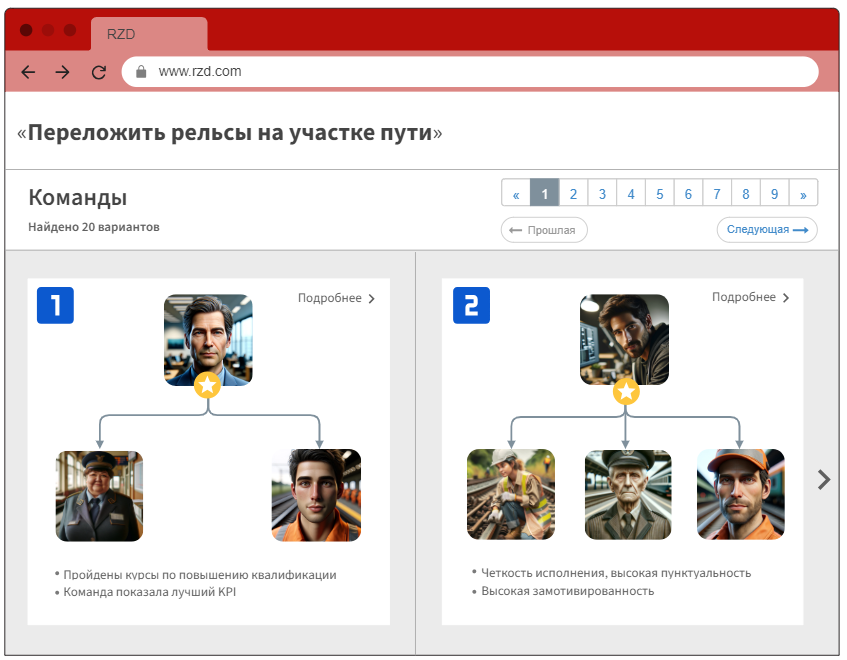 RZD
www.rzd.com
«Переложить рельсы на участке пути»
Команды
Найдено 20 вариантов
« 1 2 3 4 5 6 7 8 9 »
Прошлая
Следующая
1
Подробнее
• Пройдены курсы по повышению квалификации
• Команда показала лучший KPI
2
Подробнее
• Четкость исполнения, высокая пунктуальность
• Высокая замотивированность